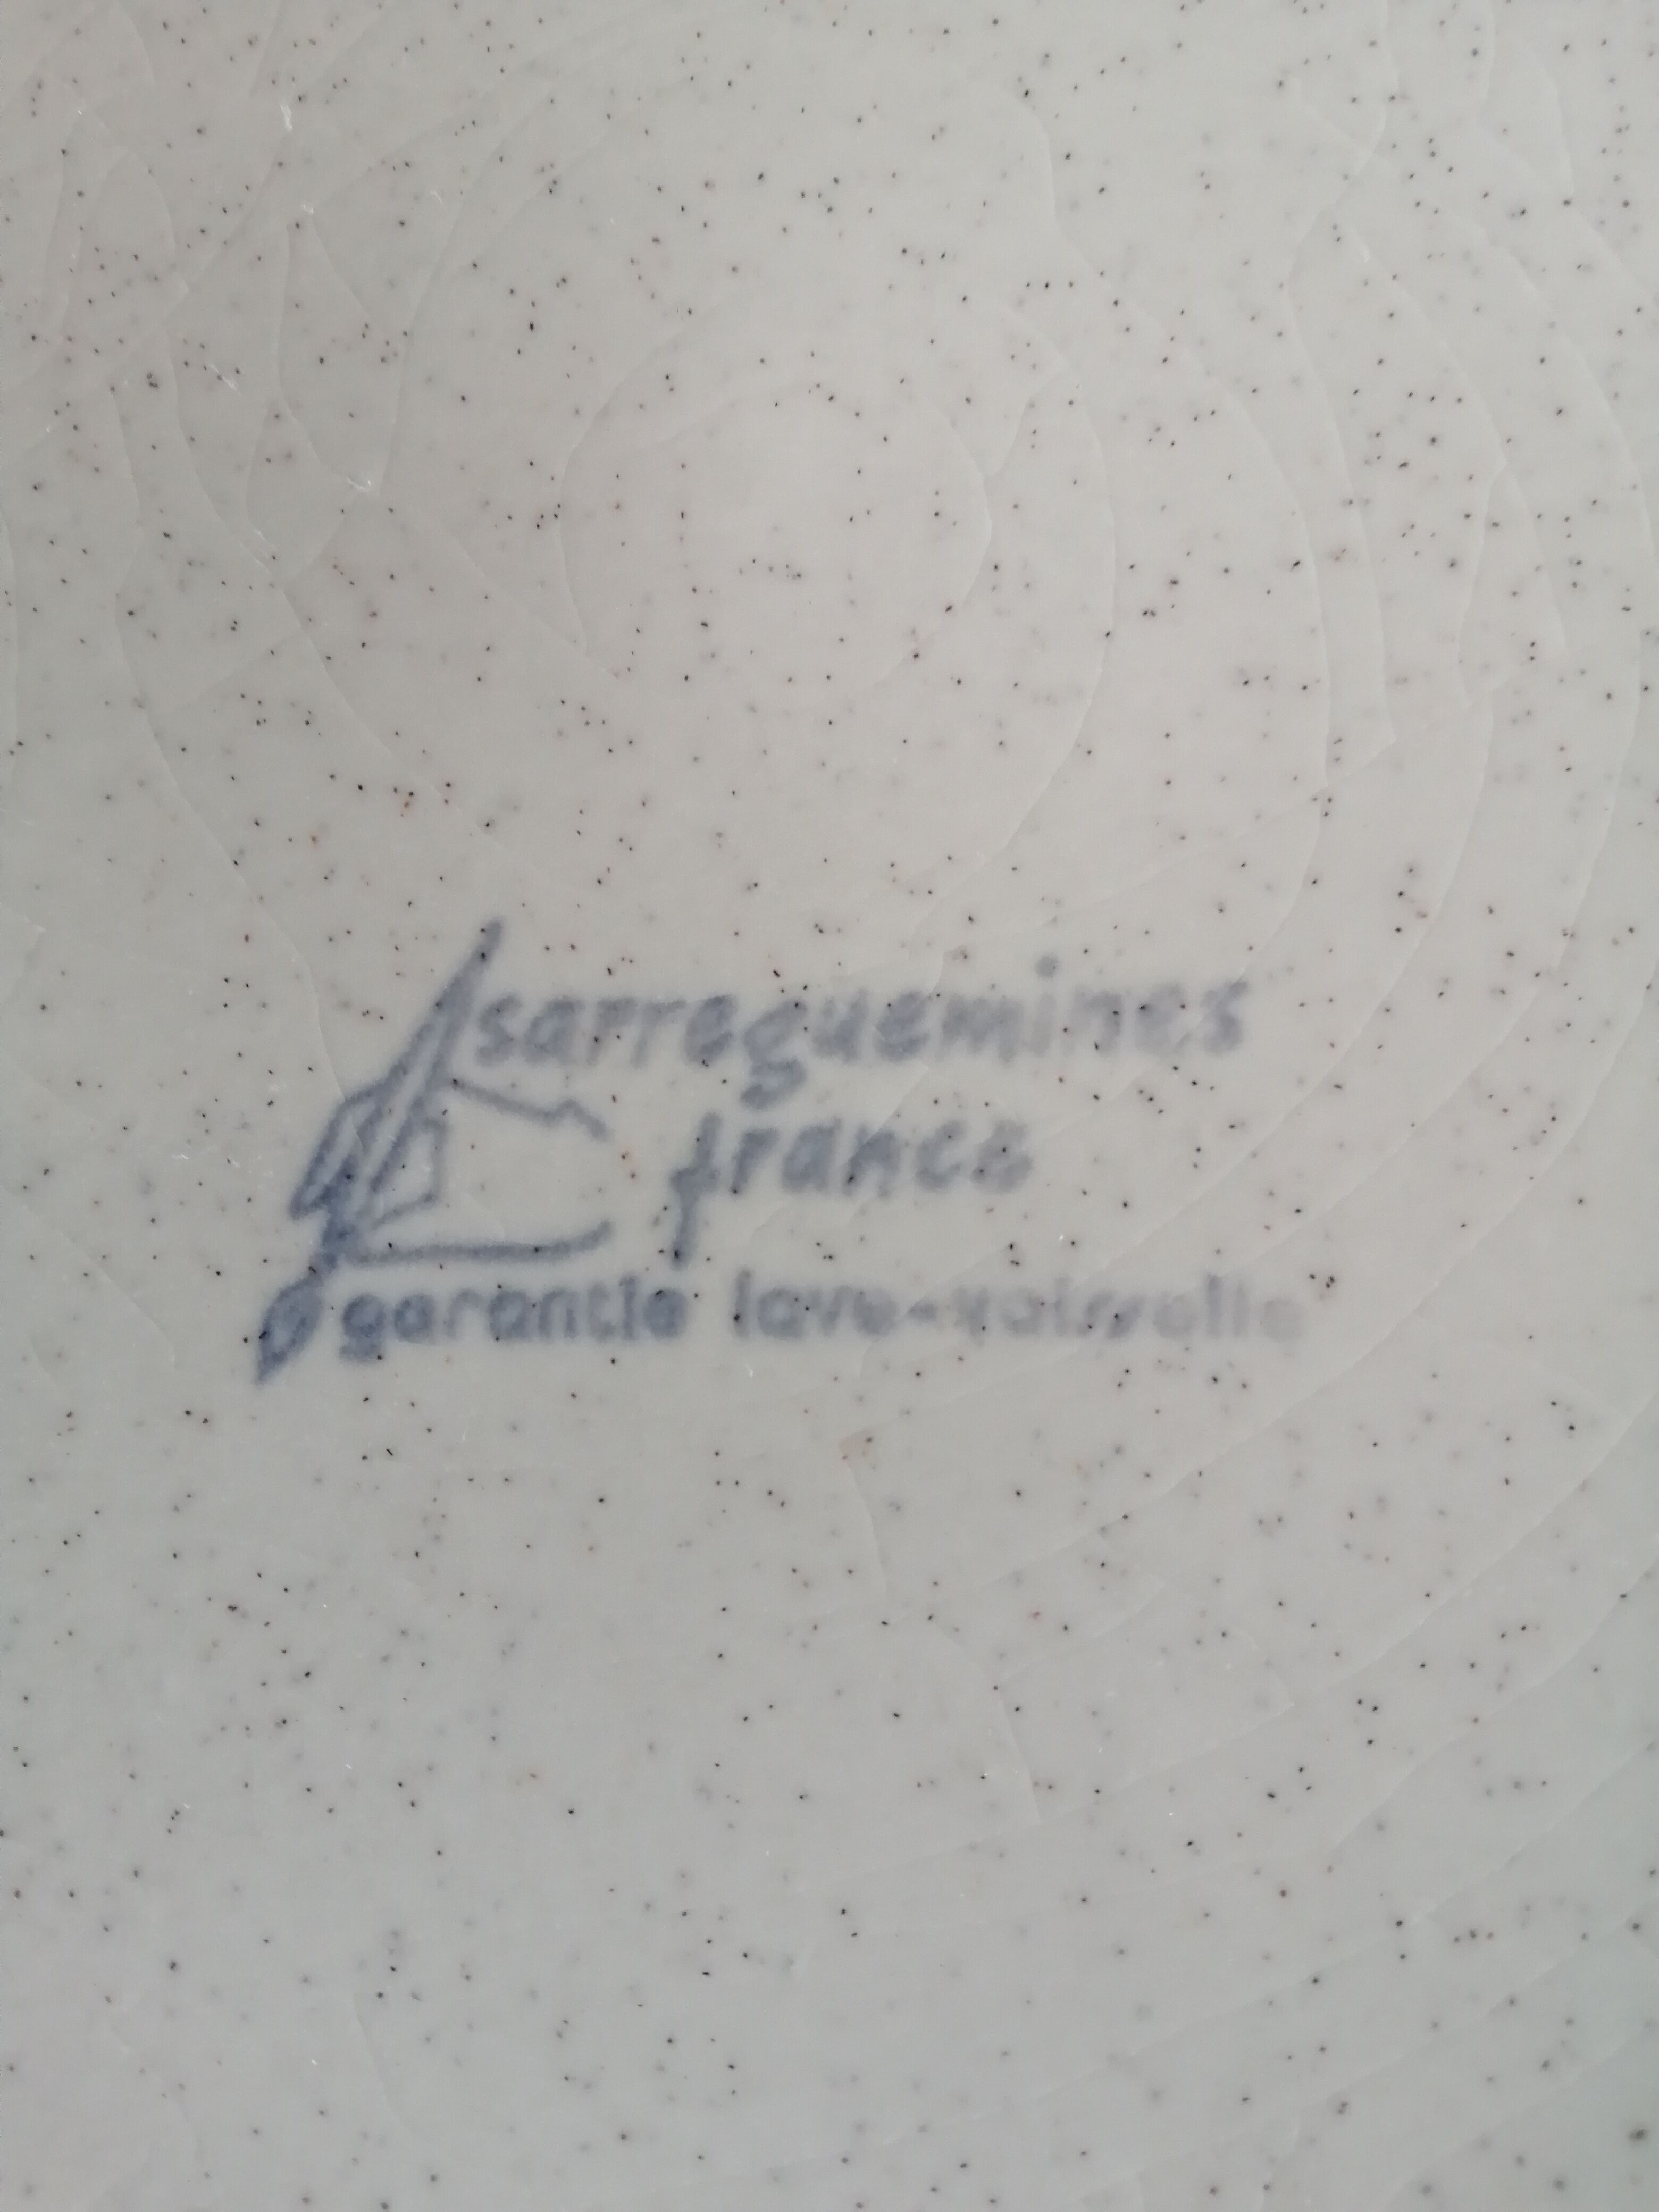 sarreguemines
france
garantie lave-vaisselle